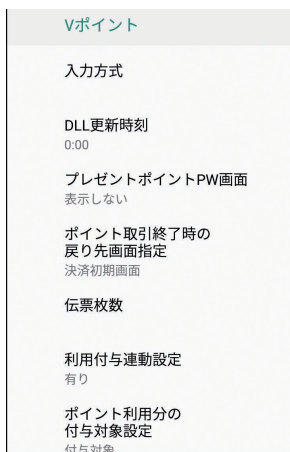 Vポイント
入力方式
DLL更新時刻
0:00
プレゼントポイントPW画面
表示しない
ポイント取引終了時の
戻り先画面指定
決済初期画面
伝票枚数
利用付与連動設定
有り
ポイント利用分の
付与対象設定
付与対象